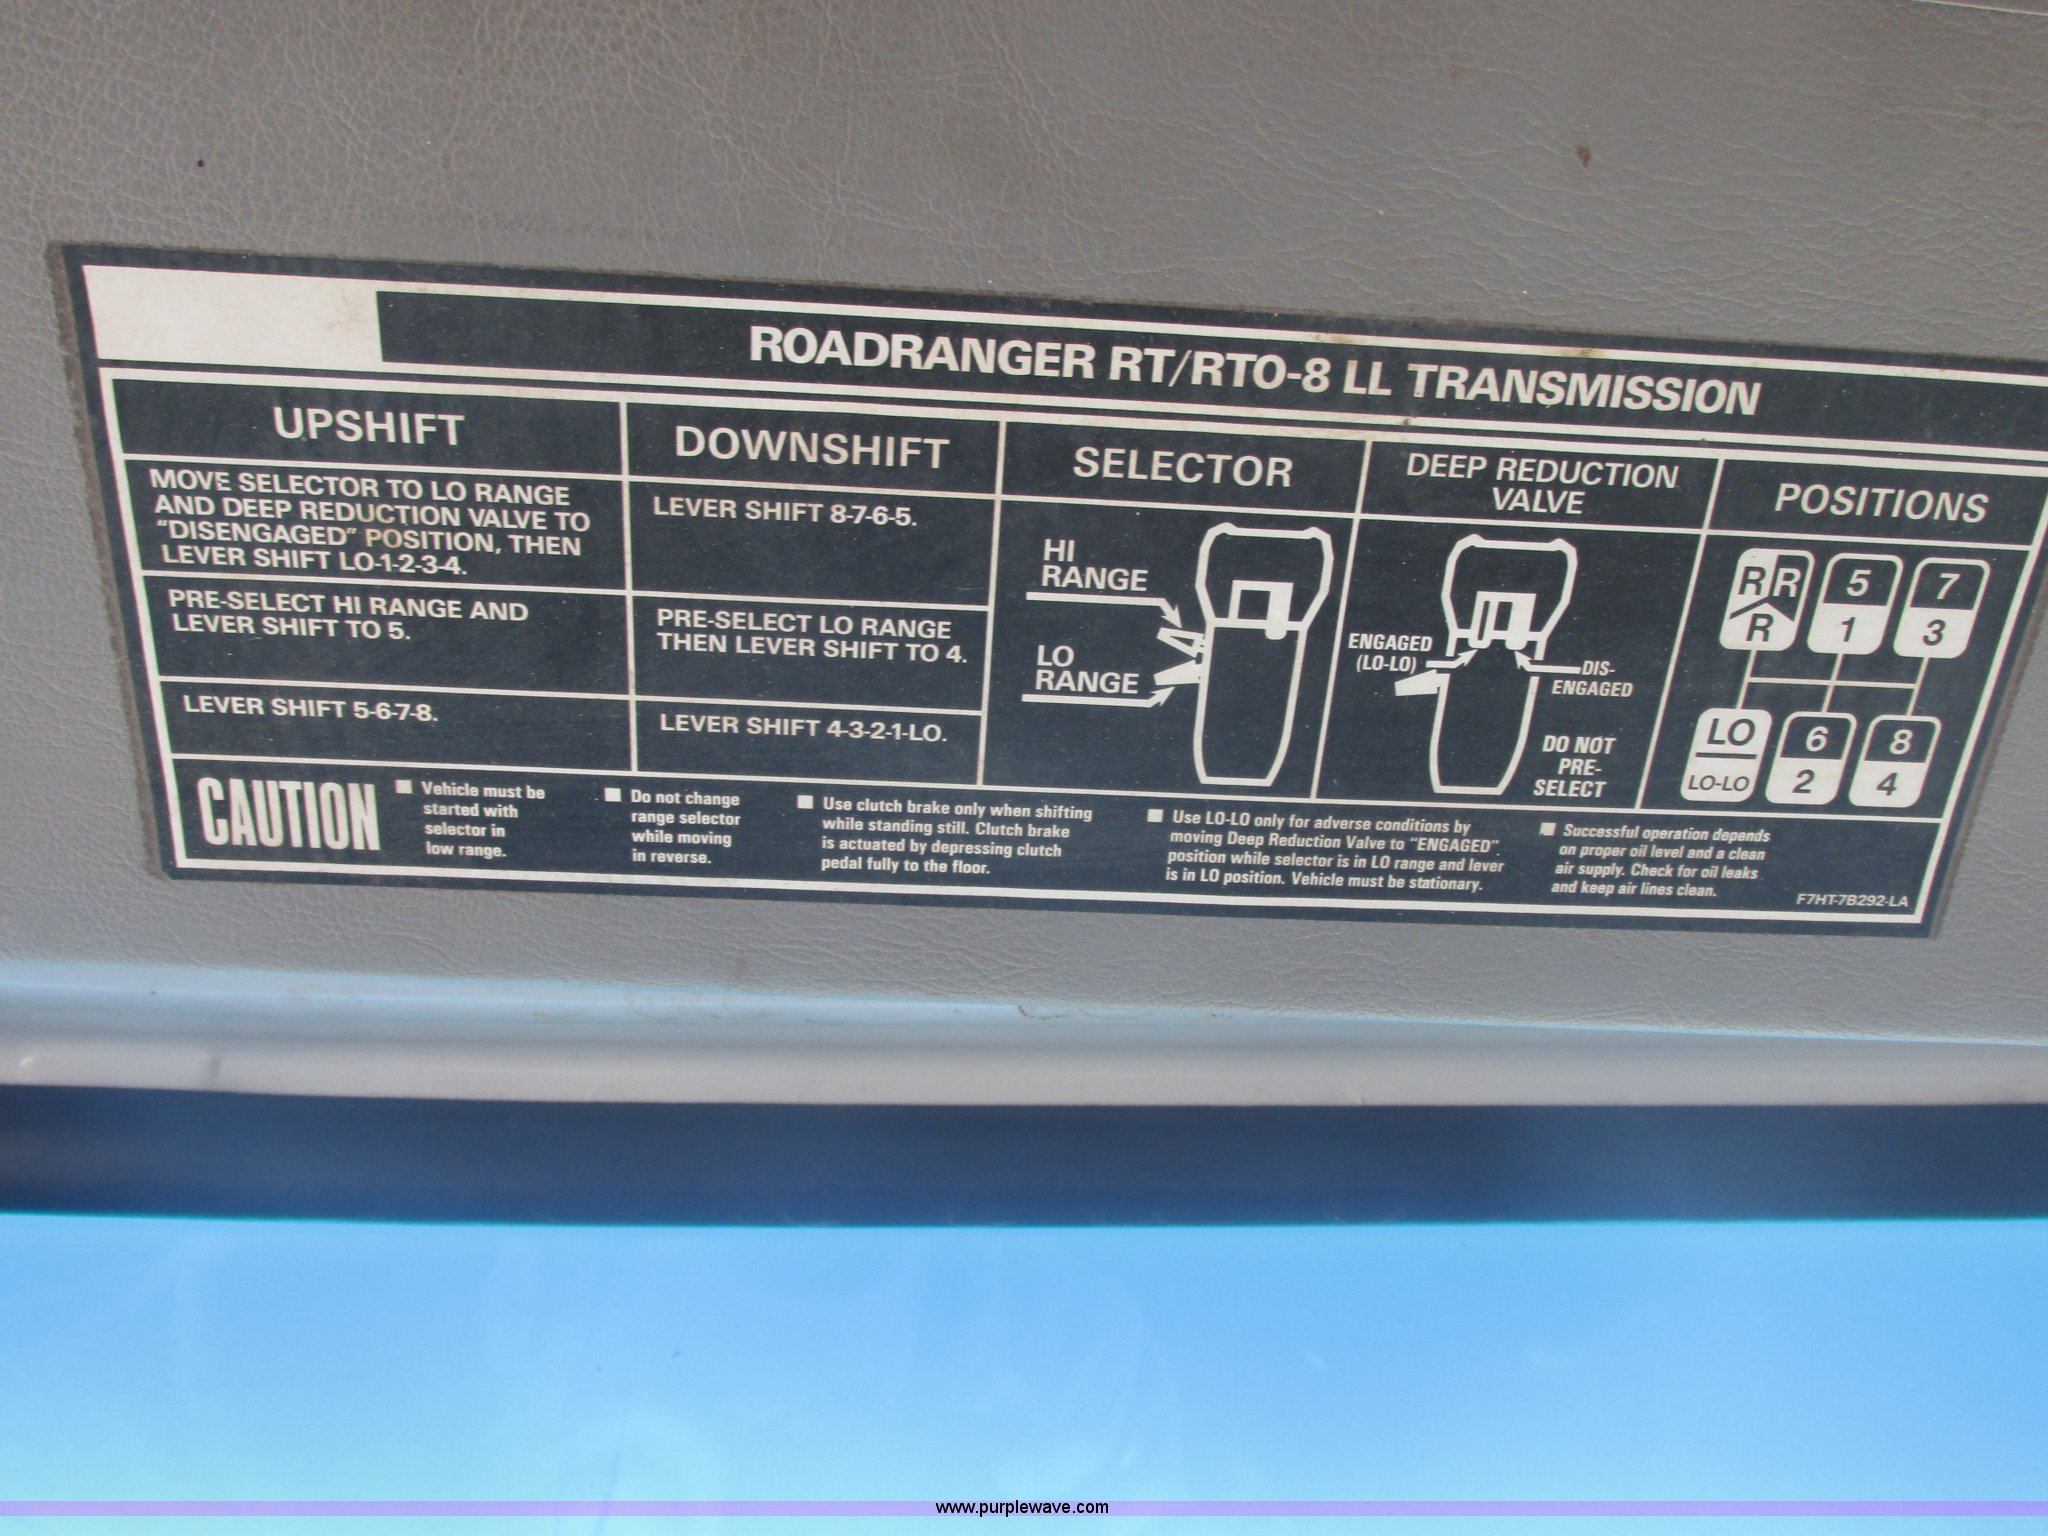 ROADRANGER RT/RTO-8 LL TRANSMISSION
UPSHIFT
MOVE SELECTOR TO LO RANGE
AND DEEP REDUCTION VALVE TO
"DISENGAGED" POSITION, THEN
LEVER SHIFT LO-1-2-3-4.
PRE-SELECT HI RANGE AND
LEVER SHIFT TO 5.
LEVER SHIFT 5-6-7-8.
DOWNSHIFT
LEVER SHIFT 8-7-6-5.
PRE-SELECT LO RANGE
THEN LEVER SHIFT TO 4.
LEVER SHIFT 4-3-2-1-LO.
SELECTOR
HI
RANGE
LO
RANGE
DEEP REDUCTION
VALVE
ENGAGED
(LO-LO)
DIS-
ENGAGED
DO NOT
PRE-
SELECT
POSITIONS
R R 5 7
R 1 3
LO 6 8
LO-LO 2 4
CAUTION
Vehicle must be
started with
selector in
low range.
Do not change
range selector
while moving
in reverse.
Use clutch brake only when shifting
while standing still. Clutch brake
is actuated by depressing clutch
pedal fully to the floor.
Use LO-LO only for adverse conditions by
moving Deep Reduction Valve to "ENGAGED"
position while selector is in LO range and lever
is in LO position. Vehicle must be stationary.
Successful operation depends
on proper oil level and a clean
air supply. Check for oil leaks
and keep air lines clean.
F7HT-7B292-LA
www.purplewave.com